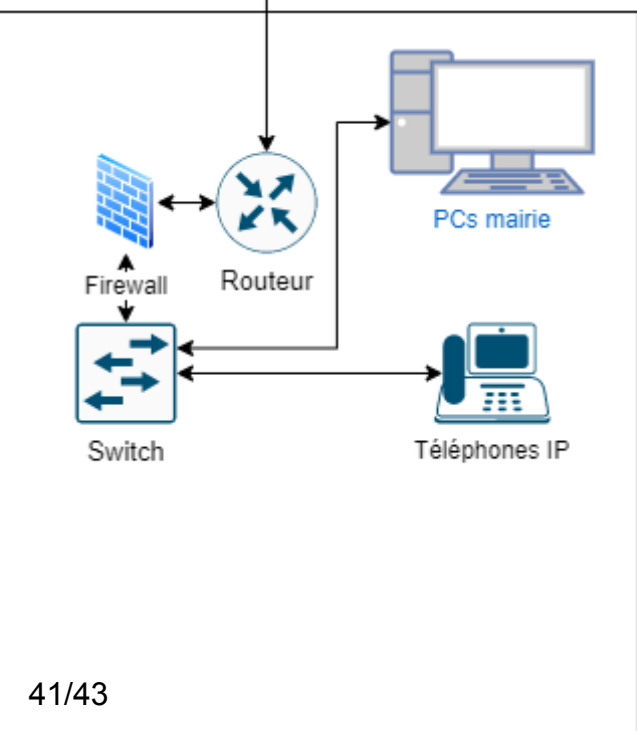 PCs mairie
Firewall
Routeur
Switch
Téléphones IP
41/43